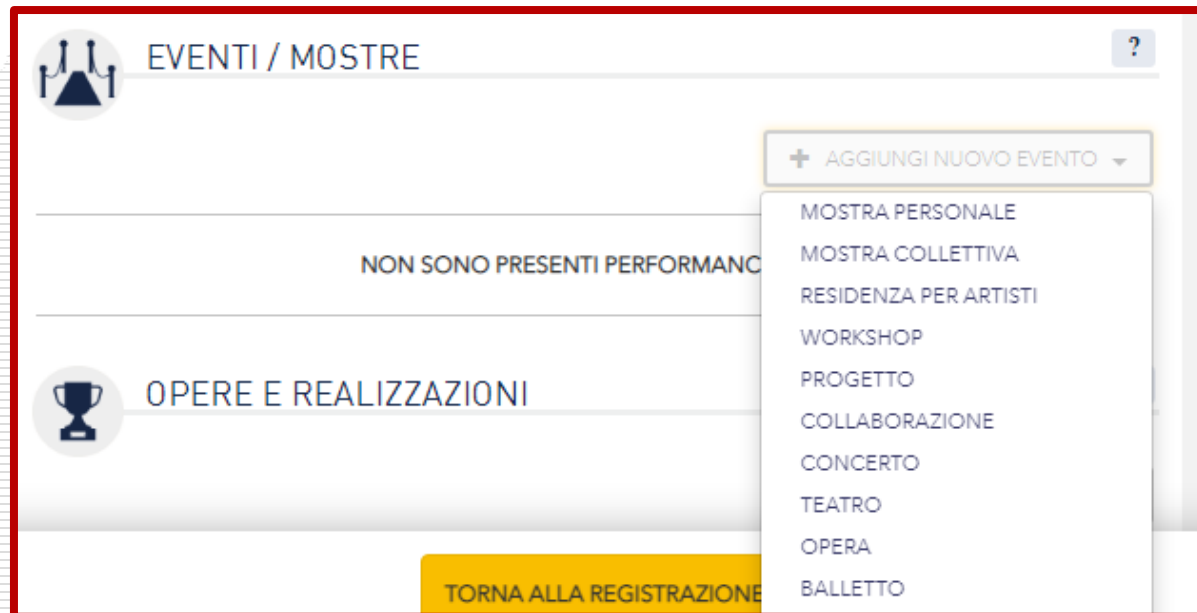 EVENTI / MOSTRE
?
+ AGGIUNGI NUOVO EVENTO
MOSTRA PERSONALE
MOSTRA COLLETTIVA
NON SONO PRESENTI
RESIDENZA PER ARTISTI
WORKSHOP
PROGETTO
OPERE E REALIZZAZIONI
COLLABORAZIONE
CONCERTO
TEATRO
OPERA
BALLETTO
TORNA ALLA REGISTRAZIONE